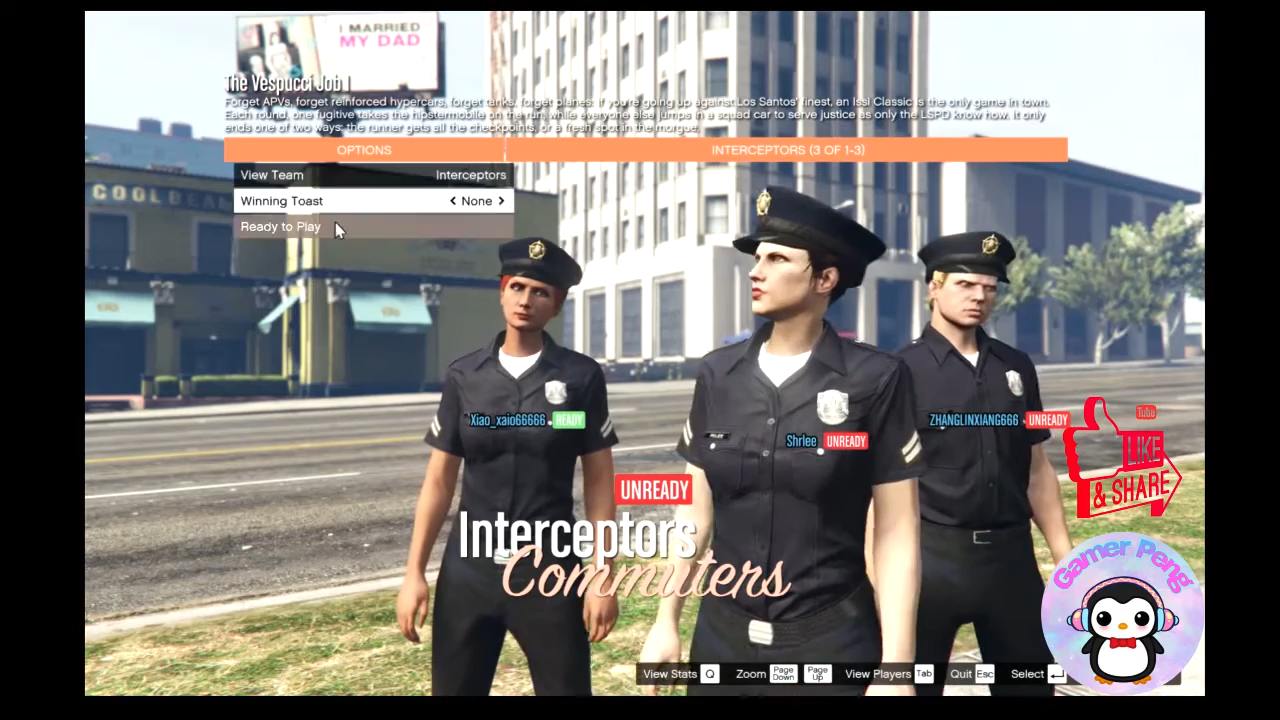 I MARRIED
MY DAD
The Vespucci Job I
Forget APVs, forget reinforced hypercars, forget tanks, forget planes: if you're going up against Los Santos' finest, an Issi Classic is the only game in town.
Each round, one fugitive takes the hipstermobile on the run, while everyone else jumps in a squad car to serve justice as only the LSPD know how. It only
ends one of two ways: the runner gets all the checkpoints, or a fresh spot in the morgue.
OPTIONS
INTERCEPTORS (3 OF 1-3)
View Team Interceptors
Winning Toast None
Ready to Play
COOL BEAN
Xiao_xaio66666 READY
Shrlee UNREADY
ZHANGLINXIANG666 UNREADY
UNREADY
Interceptors
Commuters
Tube
LIKE
& SHARE
Gamer Peng
View Stats Q Zoom Page Down Page Up View Players Tab Quit Esc Select